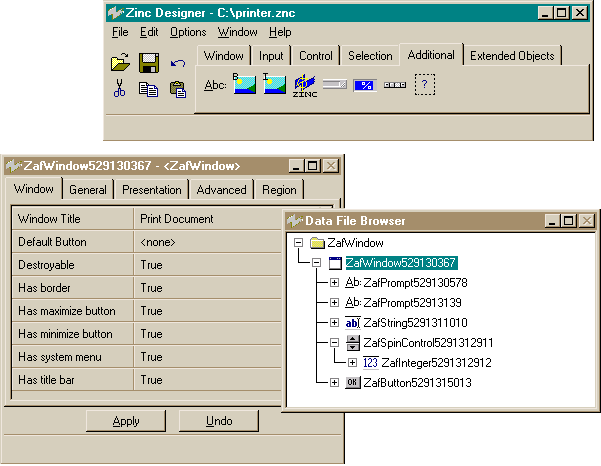 Zinc Designer - C:\printer.znc
File Edit Options Window Help
Window Input Control Selection Additional Extended Objects
Abc: B I ZINC % ?
ZafWindow529130367 - <ZafWindow>
Window General Presentation Advanced Region
Window Title Print Document
Default Button <none>
Destroyable True
Has border True
Has maximize button True
Has minimize button True
Has system menu True
Has title bar True
Apply Undo
Data File Browser
ZafWindow
ZafWindow529130367
Ab: ZafPrompt529130578
Ab: ZafPrompt52913139
ab ZafString5291311010
ZafSpinControl5291312911
123 ZafInteger5291312912
OK ZafButton5291315013